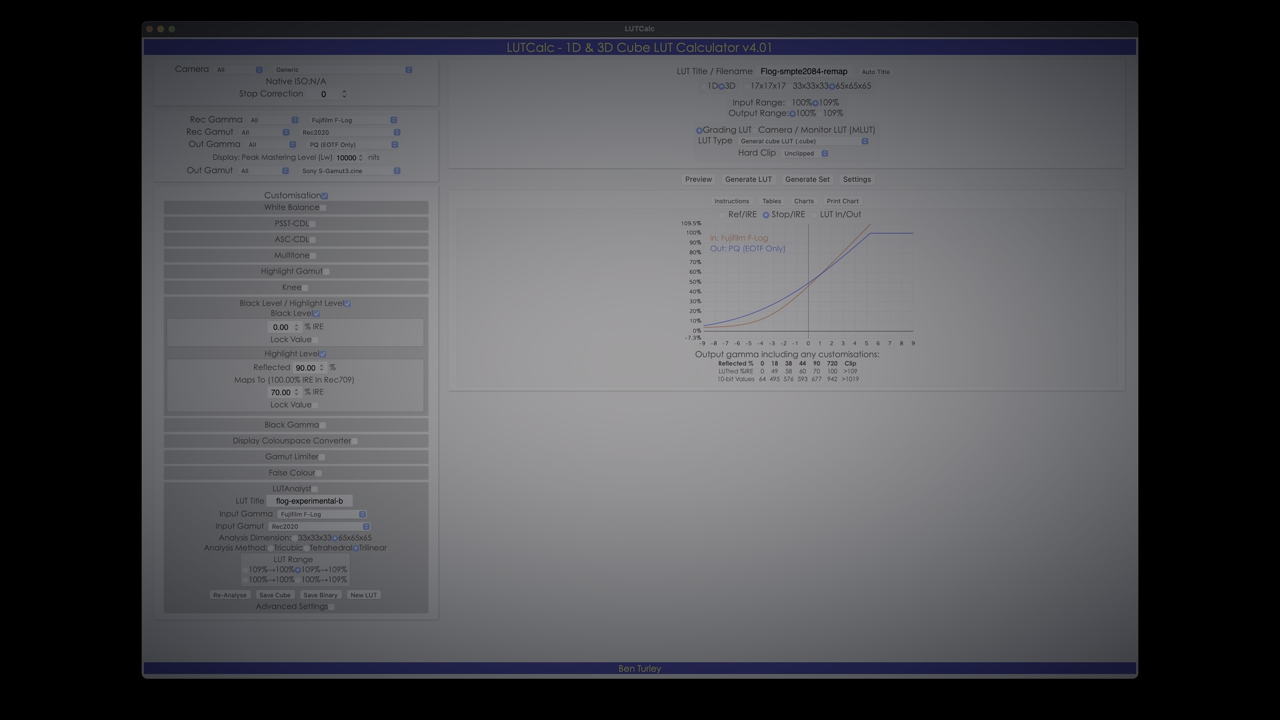 LUTCalc
LUTCalc - 1D & 3D Cube LUT Calculator v4.01
Camera All Generic
Native ISO:N/A
Stop Correction 0
Rec Gamma All Fujifilm F-Log
Rec Gamut All Rec2020
Out Gamma All PQ (EOTF Only)
Display: Peak Mastering Level (Lw) 10000 nits
Out Gamut All Sony S-Gamut3.cine
Customisation
White Balance
PSST-CDL
ASC-CDL
Multitone
Highlight Gamut
Knee
Black Level / Highlight Level
Black Level
0.00 % IRE
Lock Value
Highlight Level
Reflected 90.00 %
Maps To (100.00% IRE In Rec709)
70.00 % IRE
Lock Value
Black Gamma
Display Colourspace Converter
Gamut Limiter
False Colour
LUTAnalyst
LUT Title flog-experimental-b
Input Gamma Fujifilm F-Log
Input Gamut Rec2020
Analysis Dimension: 33x33x33 65x65x65
Analysis Method: Tricubic Tetrahedral Trilinear
LUT Range
109%→100% 109%→109%
100%→100% 100%→109%
Re-Analyse Save Cube Save Binary New LUT
Advanced Settings
LUT Title / Filename Flog-smpte2084-remap Auto Title
1D 3D 17x17x17 33x33x33 65x65x65
Input Range: 100% 109%
Output Range: 100% 109%
Grading LUT Camera / Monitor LUT (MLUT)
LUT Type General cube LUT (.cube)
Hard Clip Unclipped
Preview Generate LUT Generate Set Settings
Instructions Tables Charts Print Chart
Ref/IRE Stop/IRE LUT In/Out
109.5%
100%
90%
80%
70%
60%
50%
40%
30%
20%
10%
0%
-7.3%
In: Fujifilm F-Log
Out: PQ (EOTF Only)
-9 -8 -7 -6 -5 -4 -3 -2 -1 0 1 2 3 4 5 6 7 8 9
Output gamma including any customisations:
Reflected % 0 18 38 44 90 720 Clip
LUTted %IRE 0 49 58 60 70 100 >109
10-bit Values 64 495 576 593 677 942 >1019
Ben Turley